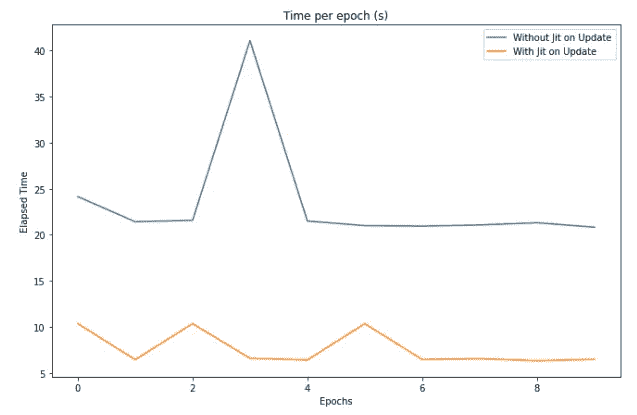 Time per epoch (s)
Without Jit on Update
With Jit on Update
40
35
30
25
20
15
10
5
Elapsed Time
0 2 4 6 8
Epochs